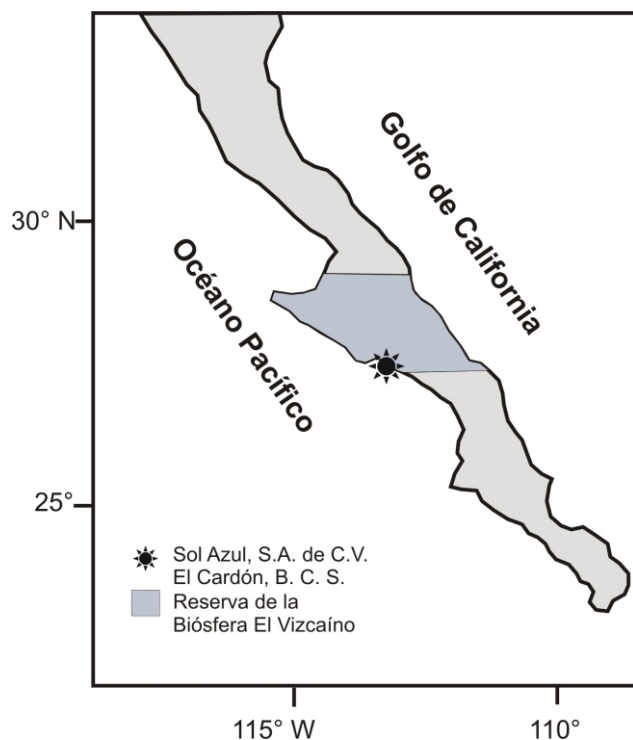 Golfo de California
30° N
Océano Pacífico
25°
Sol Azul, S.A. de C.V.
El Cardón, B. C. S.
Reserva de la
Biósfera El Vizcaíno
115° W
110°